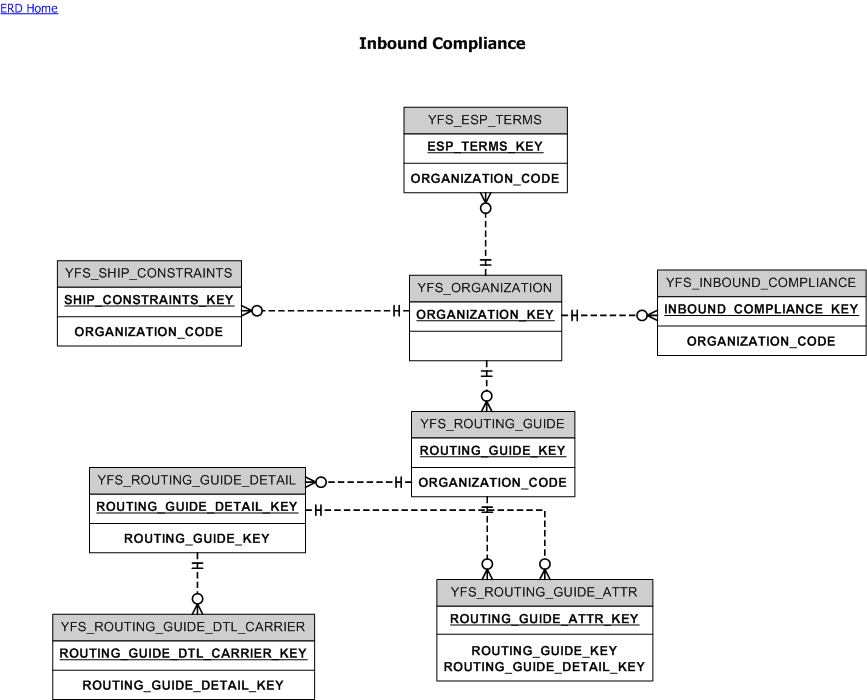 ERD Home
Inbound Compliance
YFS_ESP_TERMS
ESP_TERMS_KEY
ORGANIZATION_CODE
YFS_SHIP_CONSTRAINTS
SHIP_CONSTRAINTS_KEY
ORGANIZATION_CODE
YFS_ORGANIZATION
ORGANIZATION_KEY
YFS_INBOUND_COMPLIANCE
INBOUND_COMPLIANCE_KEY
ORGANIZATION_CODE
YFS_ROUTING_GUIDE
ROUTING_GUIDE_KEY
ORGANIZATION_CODE
YFS_ROUTING_GUIDE_DETAIL
ROUTING_GUIDE_DETAIL_KEY
ROUTING_GUIDE_KEY
YFS_ROUTING_GUIDE_ATTR
ROUTING_GUIDE_ATTR_KEY
ROUTING_GUIDE_KEY
ROUTING_GUIDE_DETAIL_KEY
YFS_ROUTING_GUIDE_DTL_CARRIER
ROUTING_GUIDE_DTL_CARRIER_KEY
ROUTING_GUIDE_DETAIL_KEY